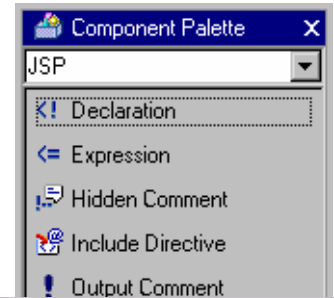 Component Palette X
JSP
<! Declaration
<= Expression
Hidden Comment
Include Directive
! Output Comment